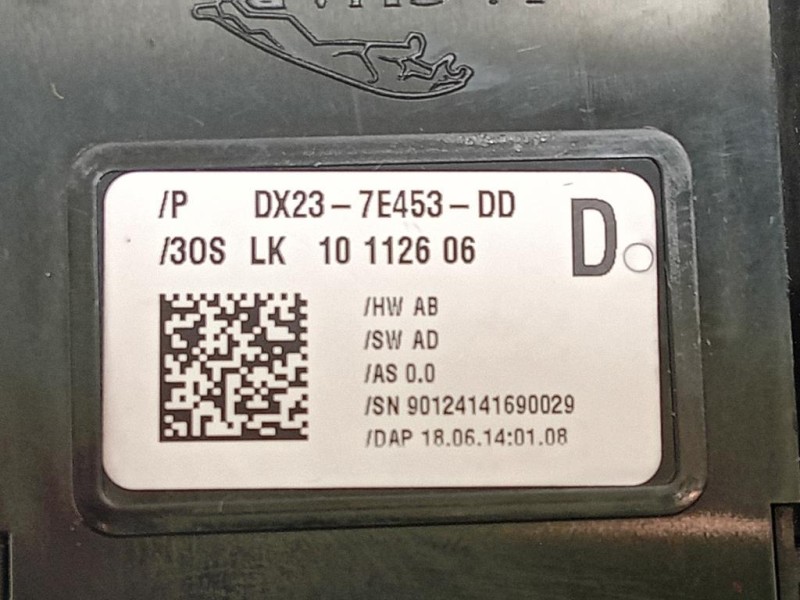 /P DX23-7E453-DD
D
/3OS LK 10 1126 06
/HW AB
/SW AD
/AS 0.0
/SN 90124141690029
/DAP 18.06.14:01.08